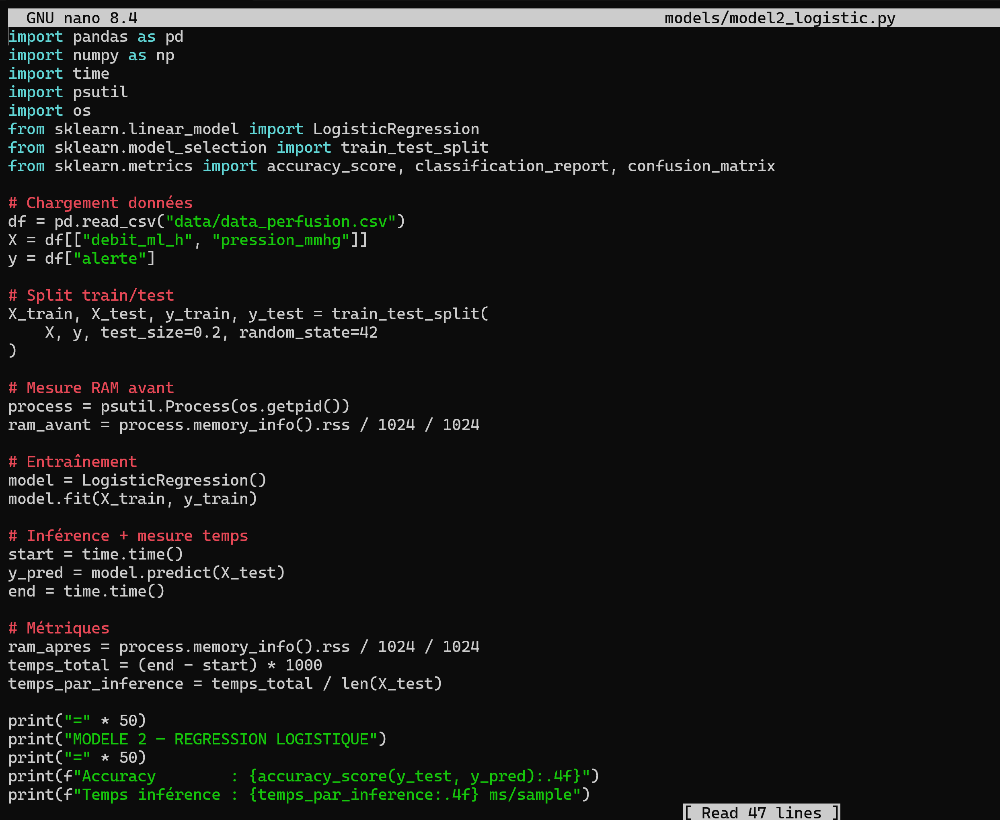 GNU nano 8.4 models/model2_logistic.py
import pandas as pd
import numpy as np
import time
import psutil
import os
from sklearn.linear_model import LogisticRegression
from sklearn.model_selection import train_test_split
from sklearn.metrics import accuracy_score, classification_report, confusion_matrix

# Chargement données
df = pd.read_csv("data/data_perfusion.csv")
X = df[["debit_ml_h", "pression_mmhg"]]
y = df["alerte"]

# Split train/test
X_train, X_test, y_train, y_test = train_test_split(
    X, y, test_size=0.2, random_state=42
)

# Mesure RAM avant
process = psutil.Process(os.getpid())
ram_avant = process.memory_info().rss / 1024 / 1024

# Entraînement
model = LogisticRegression()
model.fit(X_train, y_train)

# Inférence + mesure temps
start = time.time()
y_pred = model.predict(X_test)
end = time.time()

# Métriques
ram_apres = process.memory_info().rss / 1024 / 1024
temps_total = (end - start) * 1000
temps_par_inference = temps_total / len(X_test)

print("=" * 50)
print("MODELE 2 — REGRESSION LOGISTIQUE")
print("=" * 50)
print(f"Accuracy        : {accuracy_score(y_test, y_pred):.4f}")
print(f"Temps inférence : {temps_par_inference:.4f} ms/sample")
[ Read 47 lines ]